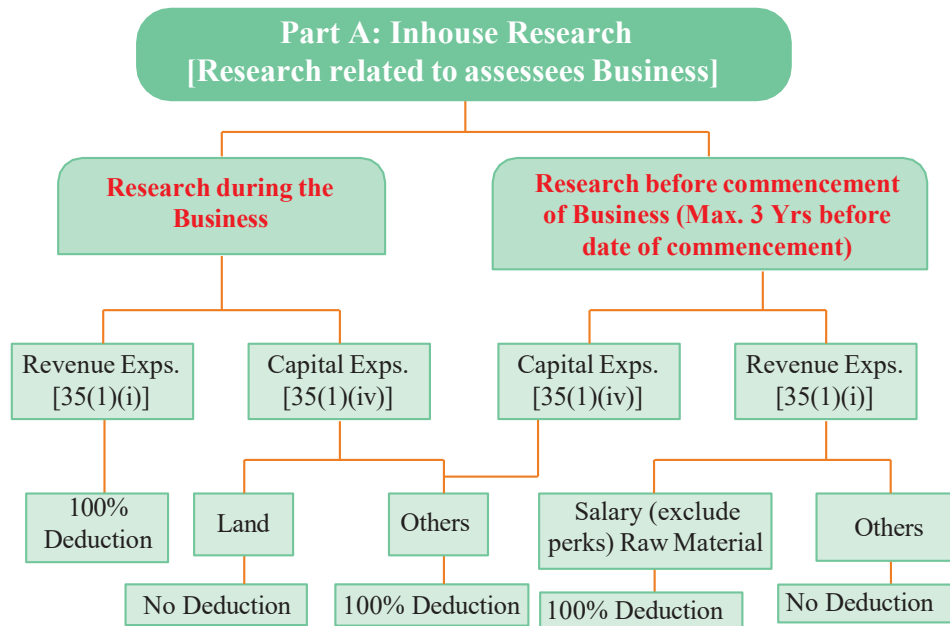 Part A: Inhouse Research
[Research related to assessees Business]
Research during the
Business
Research before commencement
of Business (Max. 3 Yrs before
date of commencement)
Revenue Exps.
[35(1)(i)]
Capital Exps.
[35(1)(iv)]
Capital Exps.
[35(1)(iv)]
Revenue Exps.
[35(1)(i)]
100%
Deduction
Land
Others
Salary (exclude
perks) Raw Material
Others
No Deduction
100% Deduction
100% Deduction
No Deduction